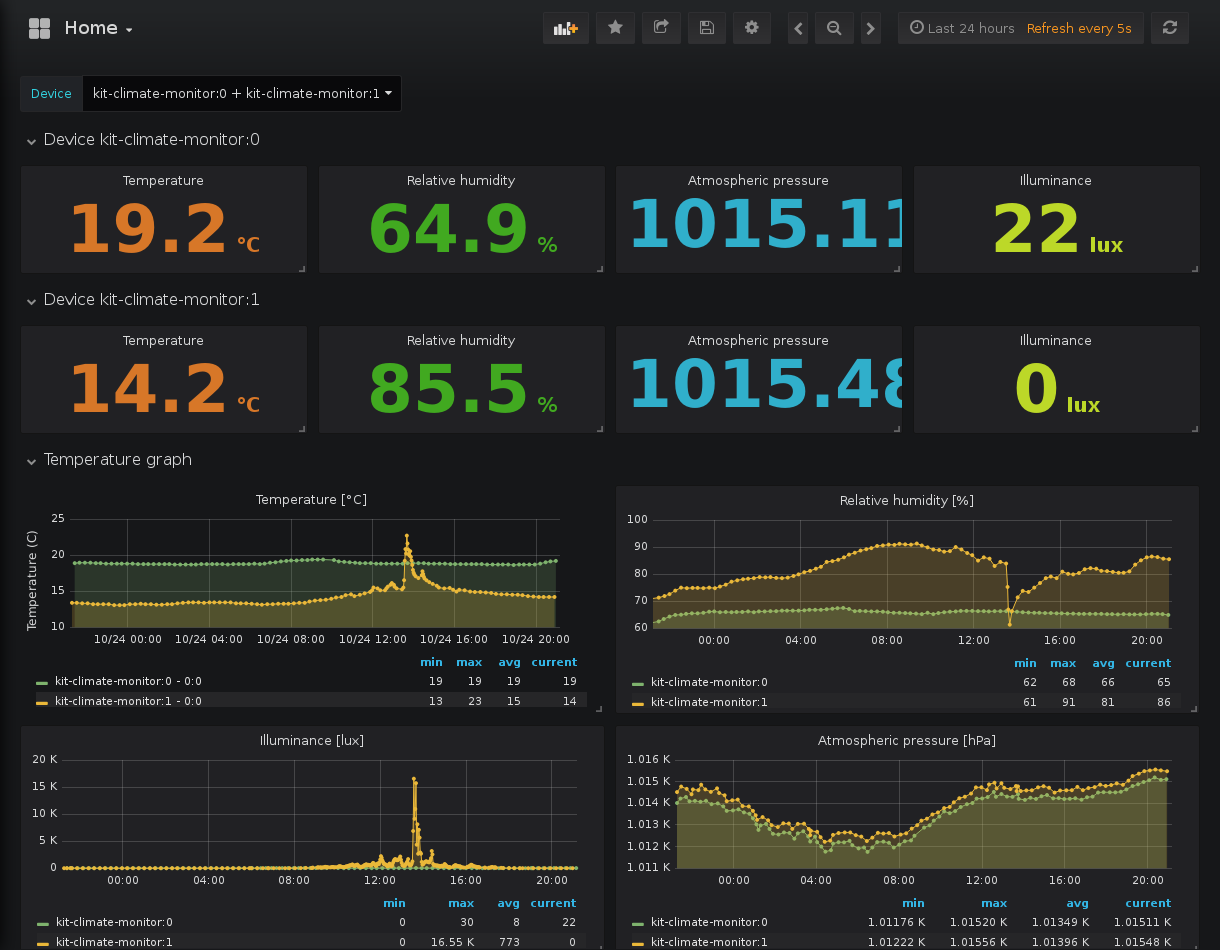 Home
Last 24 hours Refresh every 5s
Device kit-climate-monitor:0 + kit-climate-monitor:1
Device kit-climate-monitor:0
Temperature Relative humidity Atmospheric pressure Illuminance
19.2 °C 64.9 % 1015.11 22 lux
Device kit-climate-monitor:1
Temperature Relative humidity Atmospheric pressure Illuminance
14.2 °C 85.5 % 1015.48 0 lux
Temperature graph
Temperature [°C]
Temperature (C)
25
20
15
10
10/24 00:00 10/24 04:00 10/24 08:00 10/24 12:00 10/24 16:00 10/24 20:00
min max avg current
kit-climate-monitor:0 - 0:0 19 19 19 19
kit-climate-monitor:1 - 0:0 13 23 15 14
Relative humidity [%]
100
90
80
70
60
00:00 04:00 08:00 12:00 16:00 20:00
min max avg current
kit-climate-monitor:0 62 68 66 65
kit-climate-monitor:1 61 91 81 86
Illuminance [lux]
20 K
15 K
10 K
5 K
0
00:00 04:00 08:00 12:00 16:00 20:00
min max avg current
kit-climate-monitor:0 0 30 8 22
kit-climate-monitor:1 0 16.55 K 773 0
Atmospheric pressure [hPa]
1.016 K
1.015 K
1.014 K
1.013 K
1.012 K
1.011 K
00:00 04:00 08:00 12:00 16:00 20:00
min max avg current
kit-climate-monitor:0 1.01176 K 1.01520 K 1.01349 K 1.01511 K
kit-climate-monitor:1 1.01222 K 1.01556 K 1.01396 K 1.01548 K